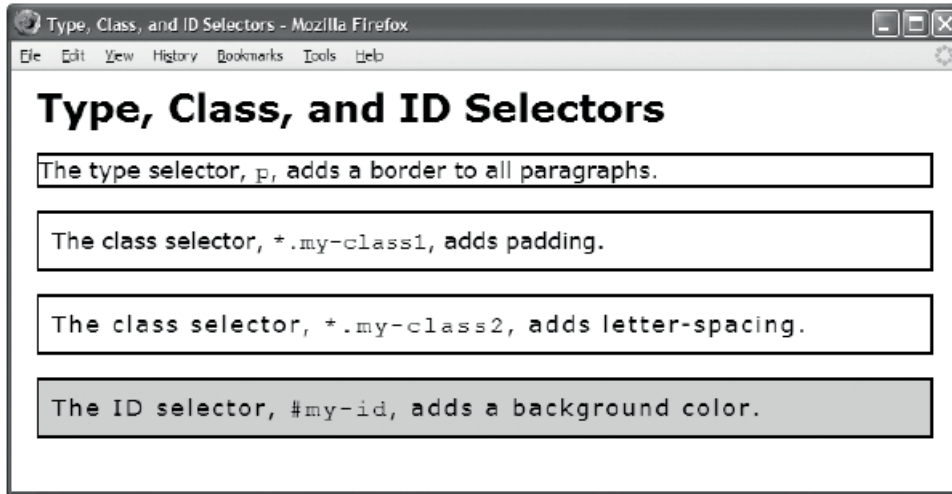 Type, Class, and ID Selectors - Mozilla Firefox
File Edit View History Bookmarks Tools Help
Type, Class, and ID Selectors
The type selector, p, adds a border to all paragraphs.
The class selector, *.my-class1, adds padding.
The class selector, *.my-class2, adds letter-spacing.
The ID selector, #my-id, adds a background color.